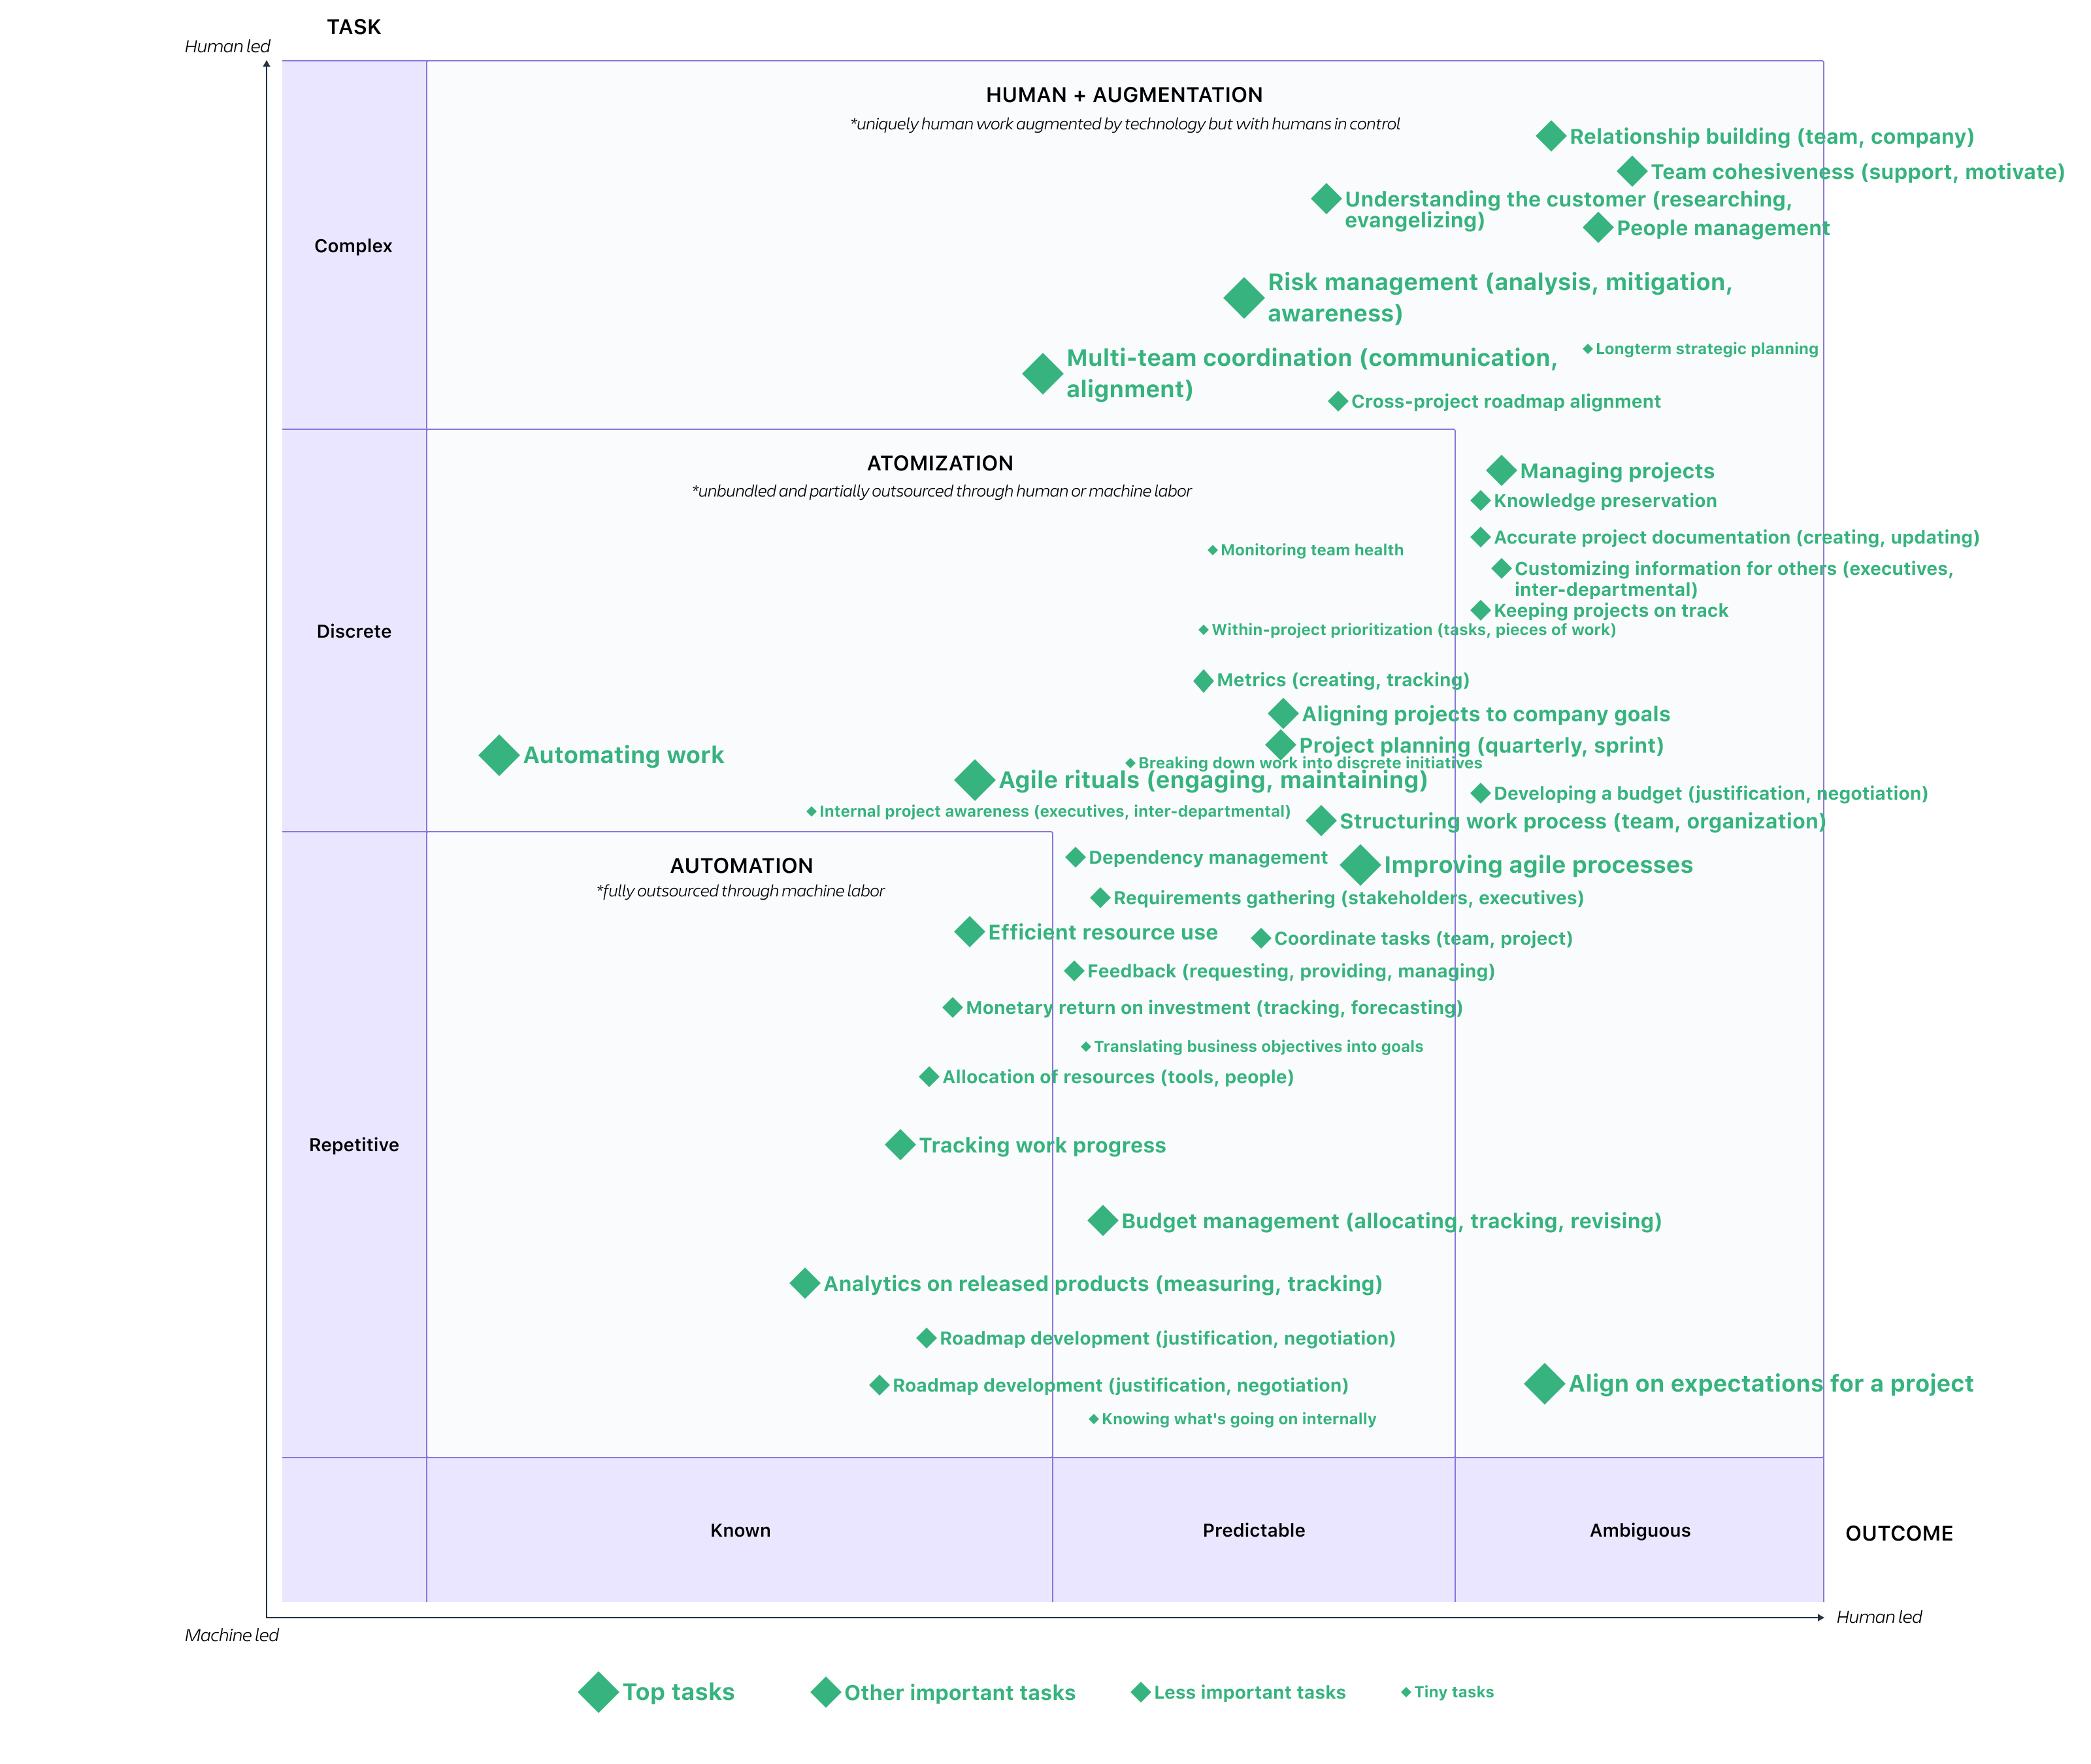 TASK
Human led
HUMAN + AUGMENTATION
*uniquely human work augmented by technology but with humans in control
Relationship building (team, company)
Team cohesiveness (support, motivate)
Understanding the customer (researching,
evangelizing)
People management
Complex
Risk management (analysis, mitigation,
awareness)
Longterm strategic planning
Multi-team coordination (communication,
alignment)
Cross-project roadmap alignment
ATOMIZATION
*unbundled and partially outsourced through human or machine labor
Managing projects
Knowledge preservation
Accurate project documentation (creating, updating)
Monitoring team health
Customizing information for others (executives,
inter-departmental)
Keeping projects on track
Discrete
Within-project prioritization (tasks, pieces of work)
Metrics (creating, tracking)
Aligning projects to company goals
Project planning (quarterly, sprint)
Automating work
Breaking down work into discrete initiatives
Agile rituals (engaging, maintaining)
Developing a budget (justification, negotiation)
Internal project awareness (executives, inter-departmental)
Structuring work process (team, organization)
AUTOMATION
*fully outsourced through machine labor
Dependency management
Improving agile processes
Requirements gathering (stakeholders, executives)
Efficient resource use
Coordinate tasks (team, project)
Feedback (requesting, providing, managing)
Monetary return on investment (tracking, forecasting)
Translating business objectives into goals
Allocation of resources (tools, people)
Repetitive
Tracking work progress
Budget management (allocating, tracking, revising)
Analytics on released products (measuring, tracking)
Roadmap development (justification, negotiation)
Roadmap development (justification, negotiation)
Align on expectations for a project
Knowing what's going on internally
Known
Predictable
Ambiguous
OUTCOME
Human led
Machine led
Top tasks
Other important tasks
Less important tasks
Tiny tasks